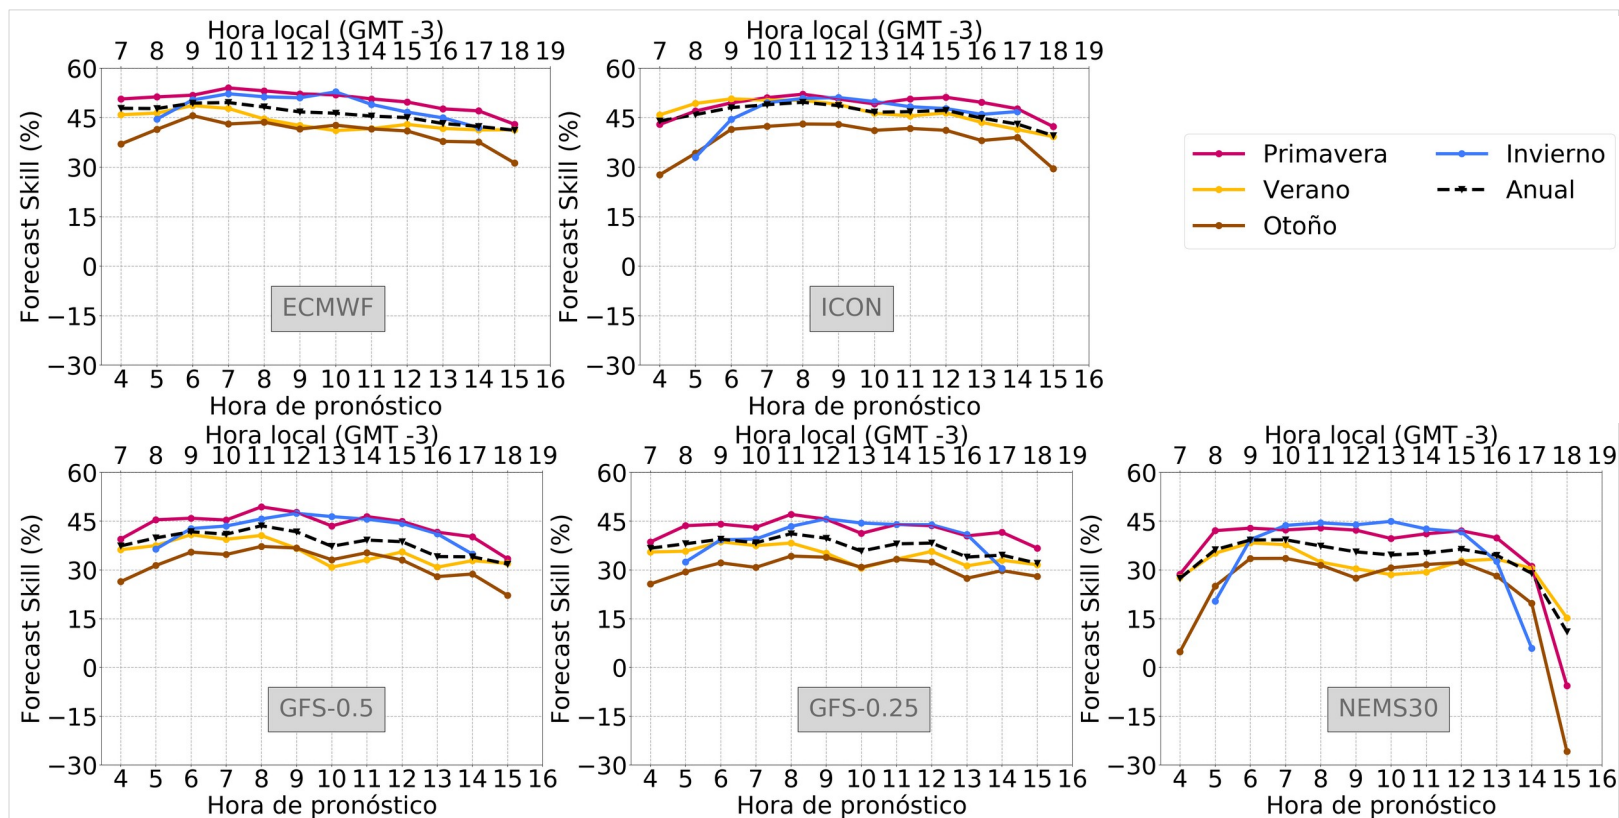 Hora local (GMT -3)
7 8 9 10 11 12 13 14 15 16 17 18 19
60
45
30
15
0
−15
−30
Forecast Skill (%)
ECMWF
4 5 6 7 8 9 10 11 12 13 14 15 16
Hora de pronóstico
Hora local (GMT -3)
7 8 9 10 11 12 13 14 15 16 17 18 19
60
45
30
15
0
−15
−30
Forecast Skill (%)
ICON
4 5 6 7 8 9 10 11 12 13 14 15 16
Hora de pronóstico
Primavera
Verano
Otoño
Invierno
Anual
Hora local (GMT -3)
7 8 9 10 11 12 13 14 15 16 17 18 19
60
45
30
15
0
−15
−30
Forecast Skill (%)
GFS-0.5
4 5 6 7 8 9 10 11 12 13 14 15 16
Hora de pronóstico
Hora local (GMT -3)
7 8 9 10 11 12 13 14 15 16 17 18 19
60
45
30
15
0
−15
−30
Forecast Skill (%)
GFS-0.25
4 5 6 7 8 9 10 11 12 13 14 15 16
Hora de pronóstico
Hora local (GMT -3)
7 8 9 10 11 12 13 14 15 16 17 18 19
60
45
30
15
0
−15
−30
Forecast Skill (%)
NEMS30
4 5 6 7 8 9 10 11 12 13 14 15 16
Hora de pronóstico